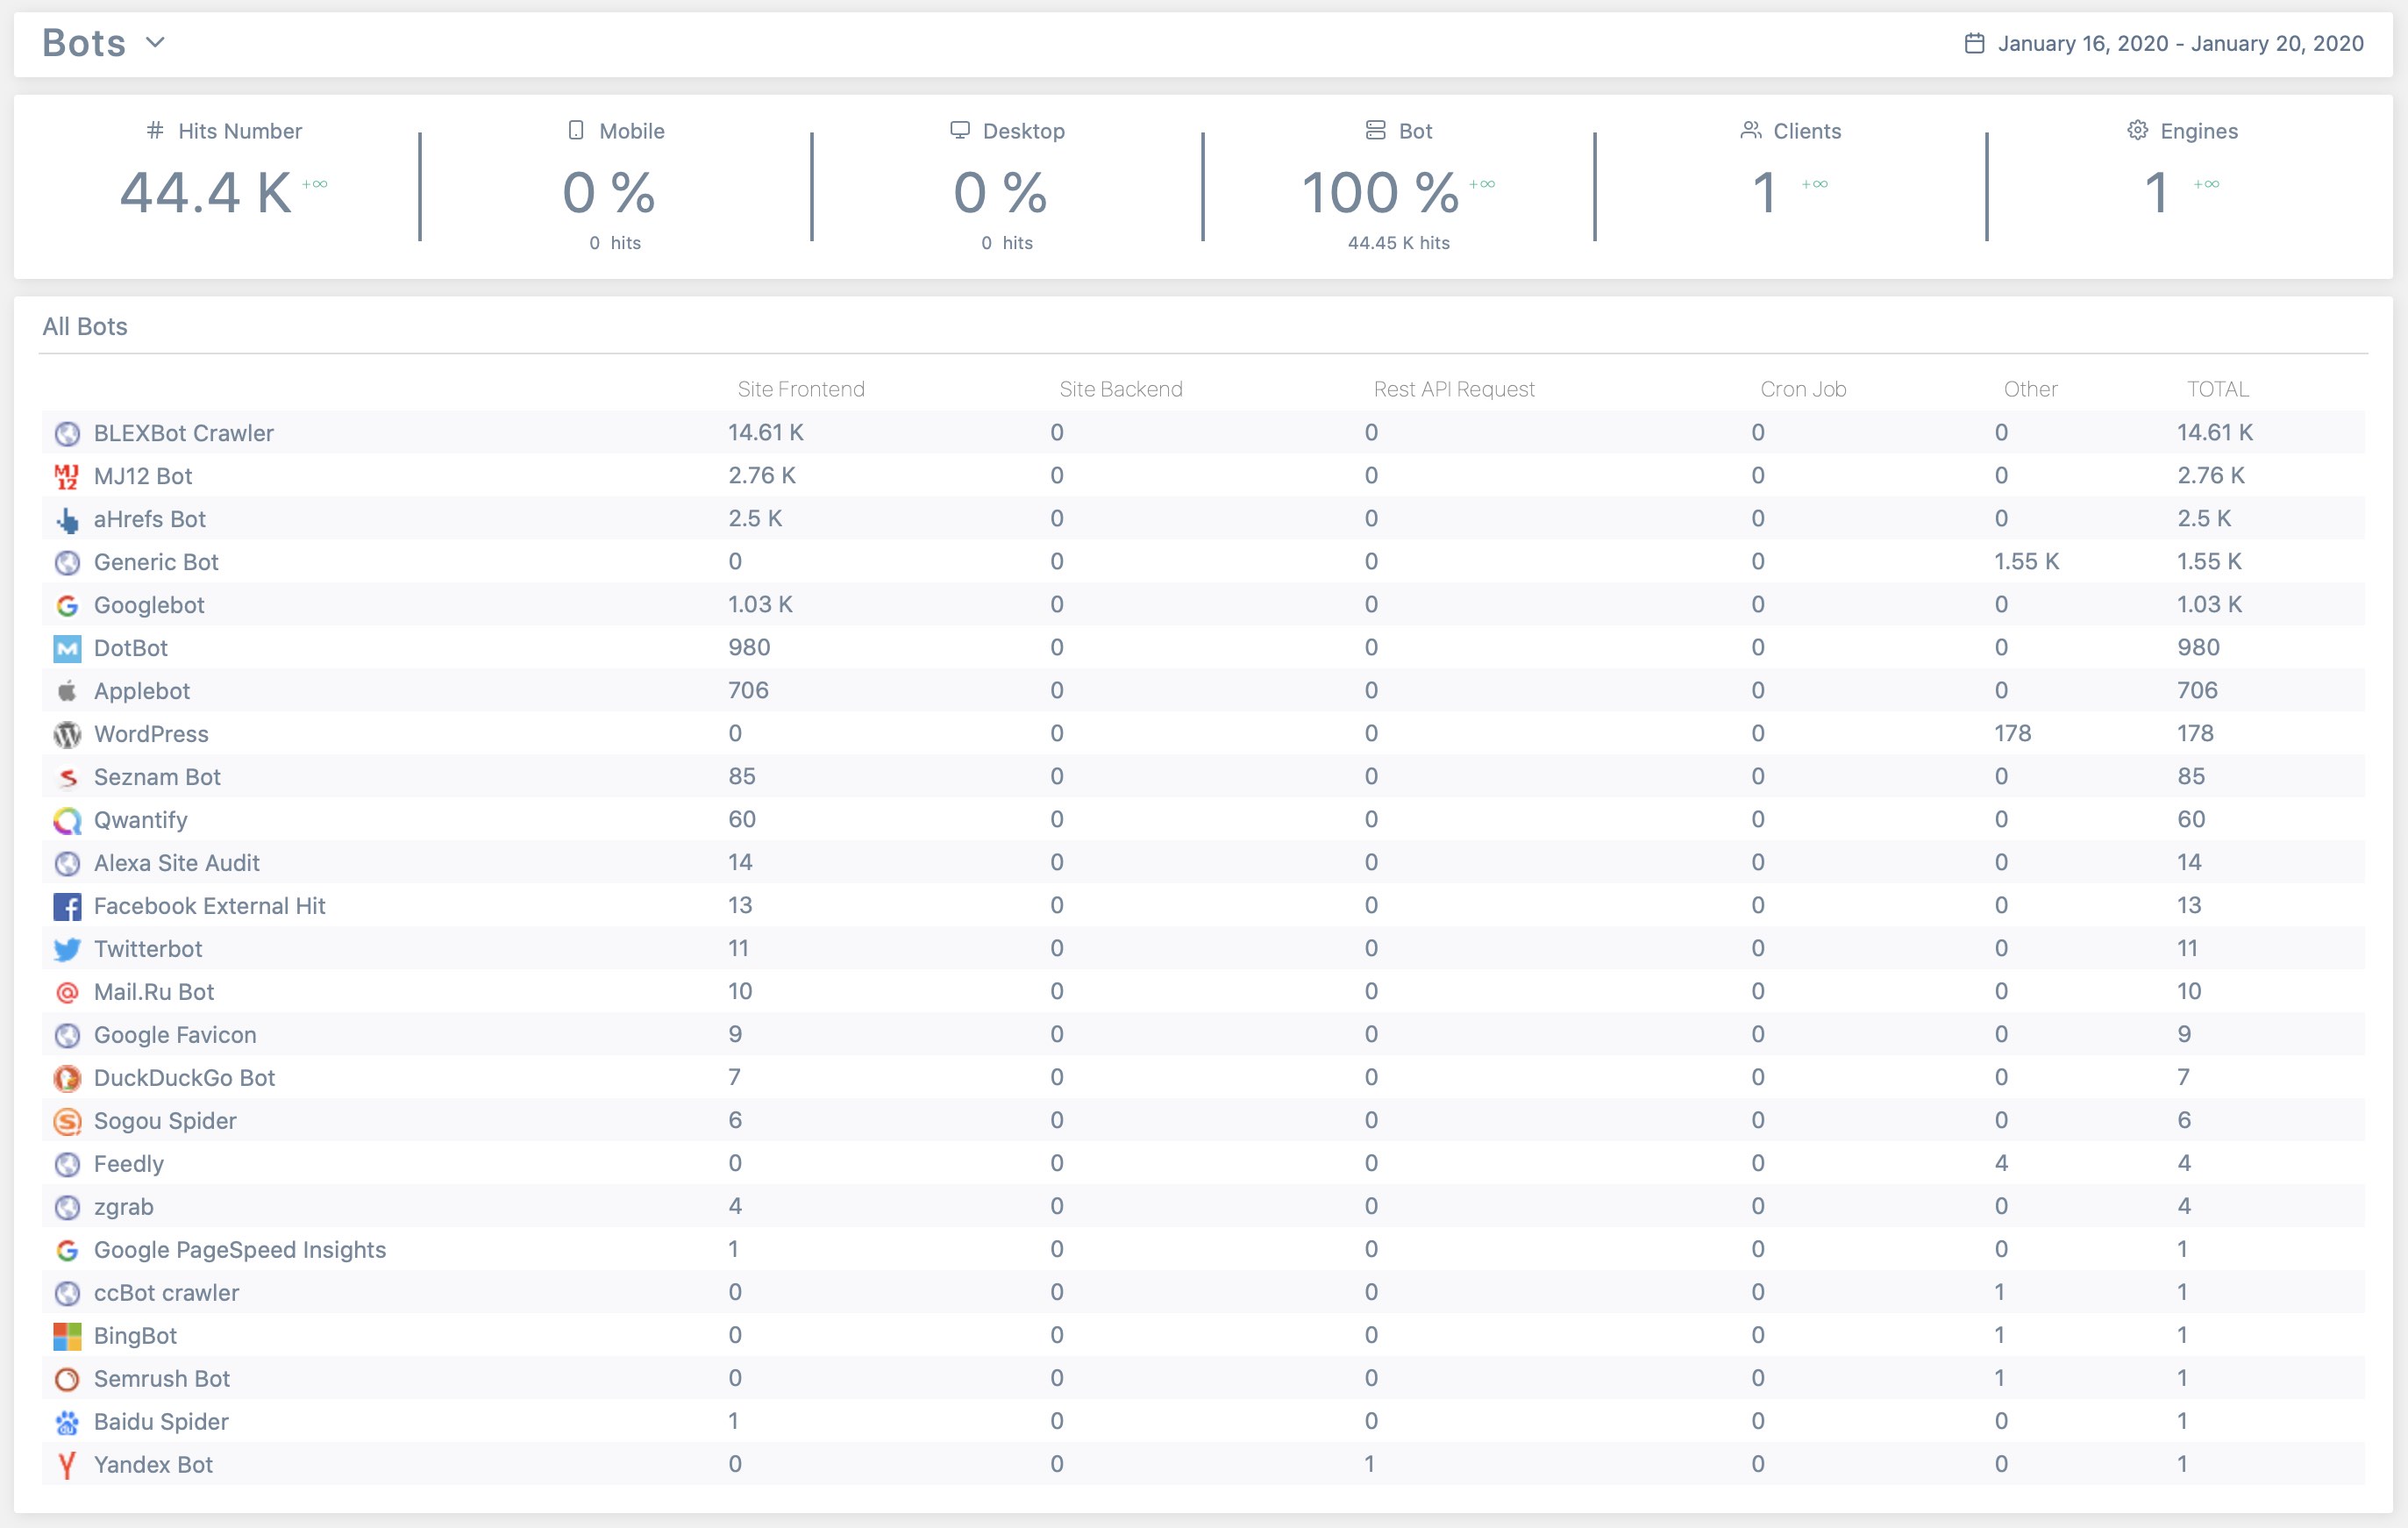 Bots
January 16, 2020 - January 20, 2020
# Hits Number
Mobile
Desktop
Bot
Clients
Engines
44.4 K +∞
0 %
0 %
100 % +∞
1 +∞
1 +∞
0 hits
0 hits
44.45 K hits
All Bots
Site Frontend Site Backend Rest API Request Cron Job Other TOTAL
BLEXBot Crawler 14.61 K 0 0 0 0 14.61 K
MJ12 MJ12 Bot 2.76 K 0 0 0 0 2.76 K
aHrefs Bot 2.5 K 0 0 0 0 2.5 K
Generic Bot 0 0 0 0 1.55 K 1.55 K
Googlebot 1.03 K 0 0 0 0 1.03 K
DotBot 980 0 0 0 0 980
Applebot 706 0 0 0 0 706
WordPress 0 0 0 0 178 178
Seznam Bot 85 0 0 0 0 85
Qwantify 60 0 0 0 0 60
Alexa Site Audit 14 0 0 0 0 14
Facebook External Hit 13 0 0 0 0 13
Twitterbot 11 0 0 0 0 11
Mail.Ru Bot 10 0 0 0 0 10
Google Favicon 9 0 0 0 0 9
DuckDuckGo Bot 7 0 0 0 0 7
Sogou Spider 6 0 0 0 0 6
Feedly 0 0 0 0 4 4
zgrab 4 0 0 0 0 4
Google PageSpeed Insights 1 0 0 0 0 1
ccBot crawler 0 0 0 0 1 1
BingBot 0 0 0 0 1 1
Semrush Bot 0 0 0 0 1 1
Baidu Spider 1 0 0 0 0 1
Yandex Bot 0 0 1 0 0 1